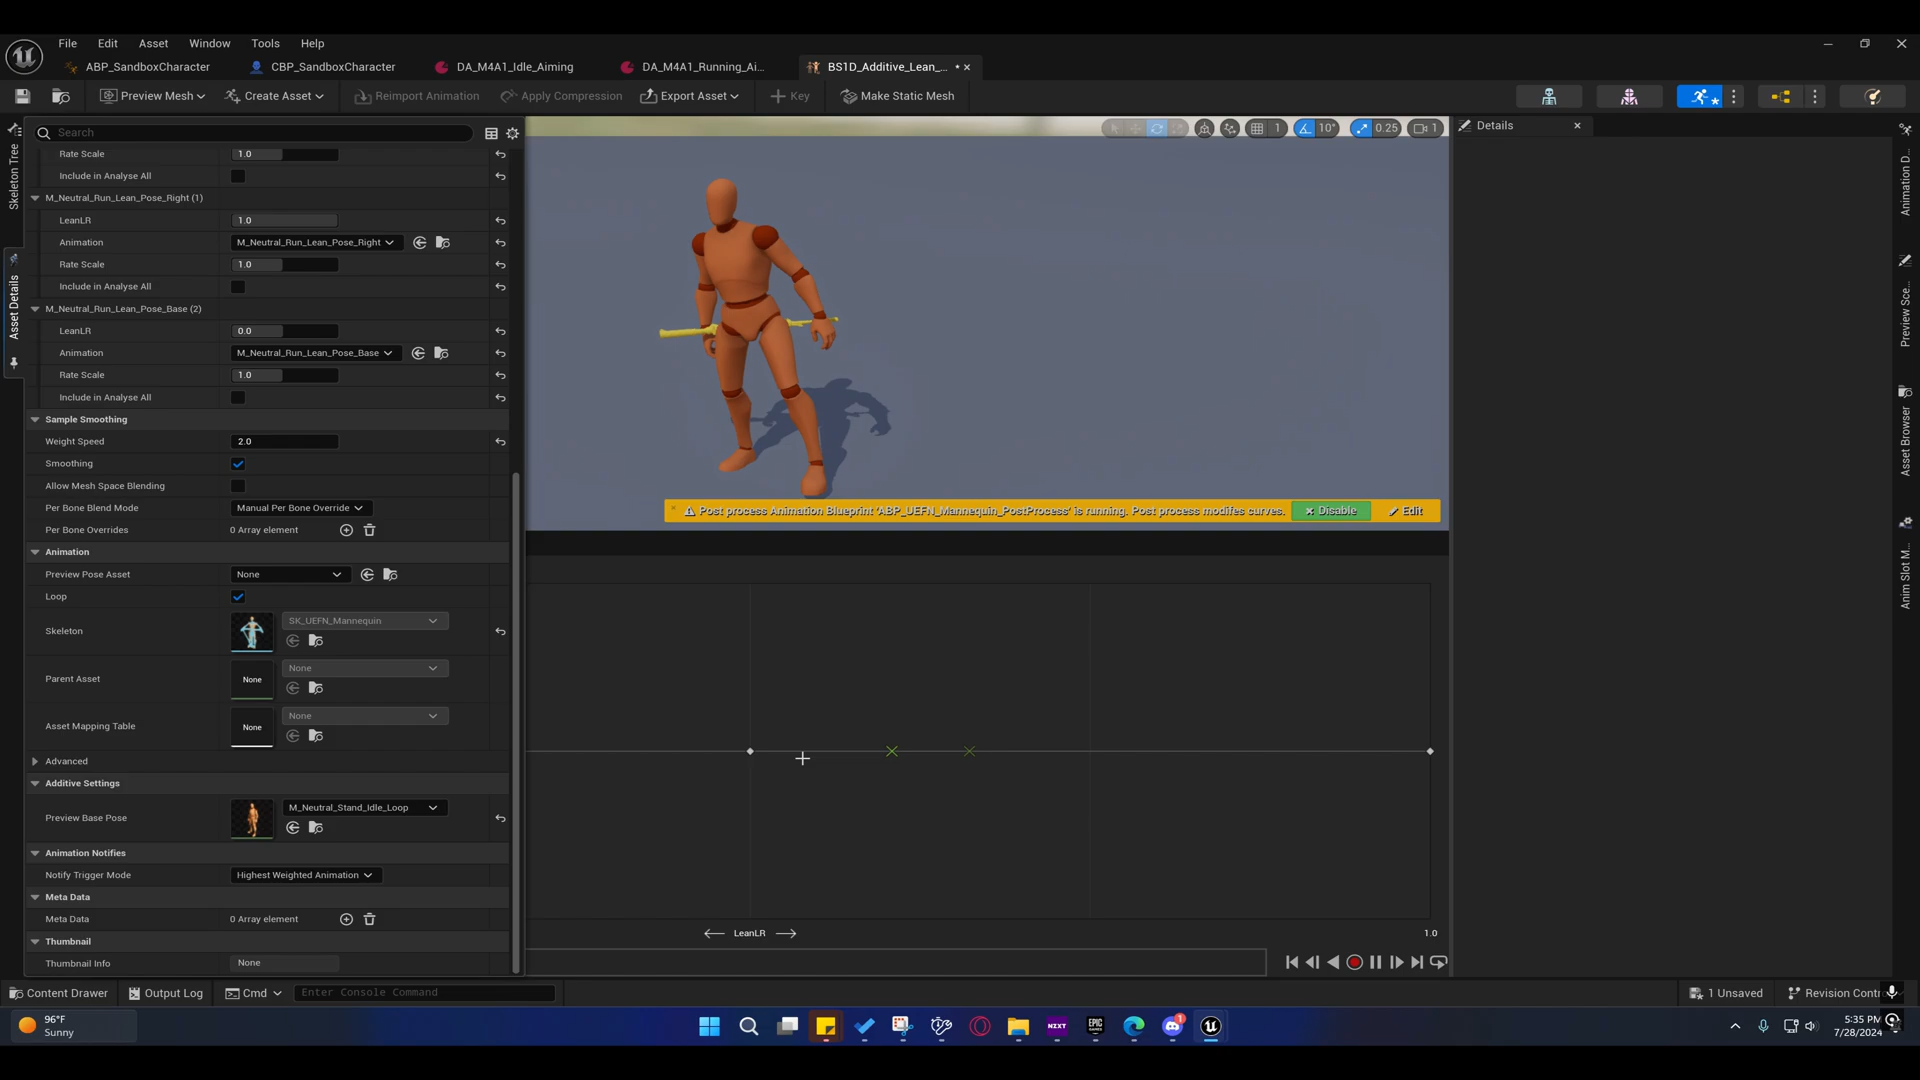 File Edit Asset Window Tools Help
ABP_SandboxCharacter CBP_SandboxCharacter DA_M4A1_Idle_Aiming DA_M4A1_Running_Ai... BS1D_Additive_Lean_... •
Preview Mesh Create Asset Reimport Animation Apply Compression Export Asset Key Make Static Mesh
Search
1 10° 0.25 1
Details
Skeleton Tree
Asset Details
Rate Scale 1.0
Include in Analyse All
M_Neutral_Run_Lean_Pose_Right (1)
LeanLR 1.0
Animation M_Neutral_Run_Lean_Pose_Right
Rate Scale 1.0
Include in Analyse All
M_Neutral_Run_Lean_Pose_Base (2)
LeanLR 0.0
Animation M_Neutral_Run_Lean_Pose_Base
Rate Scale 1.0
Include in Analyse All
Sample Smoothing
Weight Speed 2.0
Smoothing
Allow Mesh Space Blending
Per Bone Blend Mode Manual Per Bone Override
Per Bone Overrides 0 Array element
Animation
Preview Pose Asset None
Loop
Skeleton SK_UEFN_Mannequin
Parent Asset None None
Asset Mapping Table None None
Advanced
Additive Settings
Preview Base Pose M_Neutral_Stand_Idle_Loop
Animation Notifies
Notify Trigger Mode Highest Weighted Animation
Meta Data
Meta Data 0 Array element
Thumbnail
Thumbnail Info None
Post process Animation Blueprint 'ABP_UEFN_Mannequin_PostProcess' is running. Post process modifes curves. Disable Edit
LeanLR 1.0
Animation D...
Preview Sce...
Asset Browser
Anim Slot M...
Content Drawer Output Log Cmd Enter Console Command 1 Unsaved Revision Contr
96°F
Sunny
NZXT
EPIC GAMES
1
5:35 PM
7/28/2024